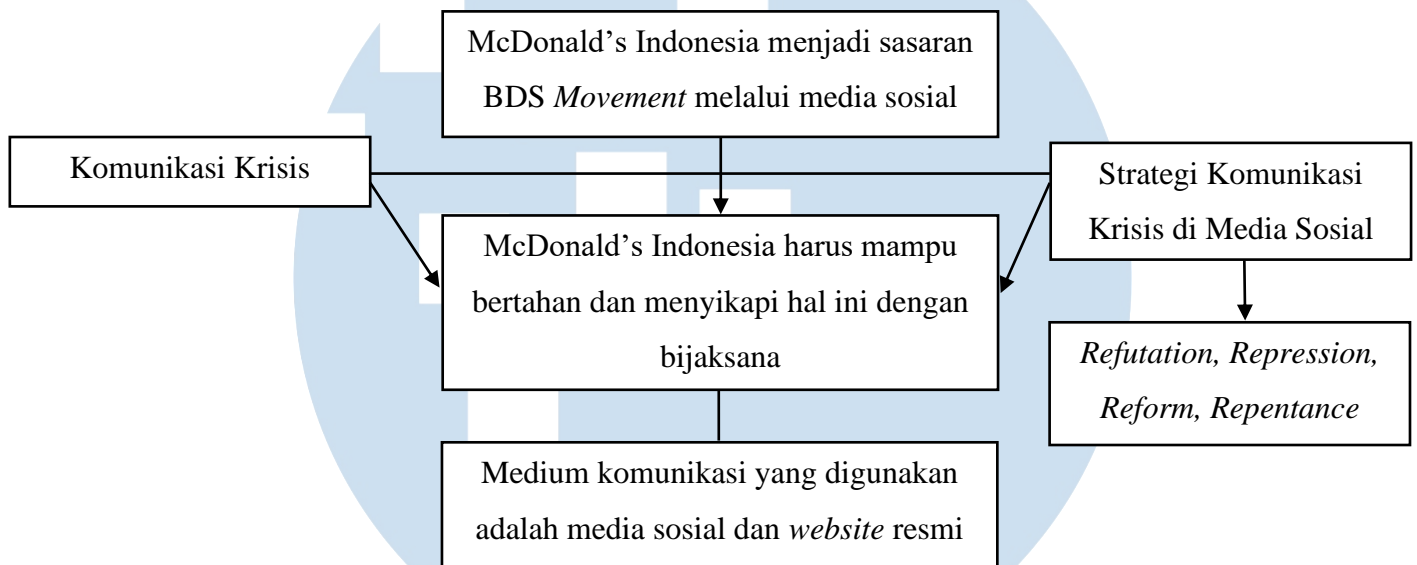 McDonald’s Indonesia menjadi sasaran
BDS Movement melalui media sosial
Komunikasi Krisis
Strategi Komunikasi
Krisis di Media Sosial
McDonald’s Indonesia harus mampu
bertahan dan menyikapi hal ini dengan
bijaksana
Refutation, Repression,
Reform, Repentance
Medium komunikasi yang digunakan
adalah media sosial dan website resmi